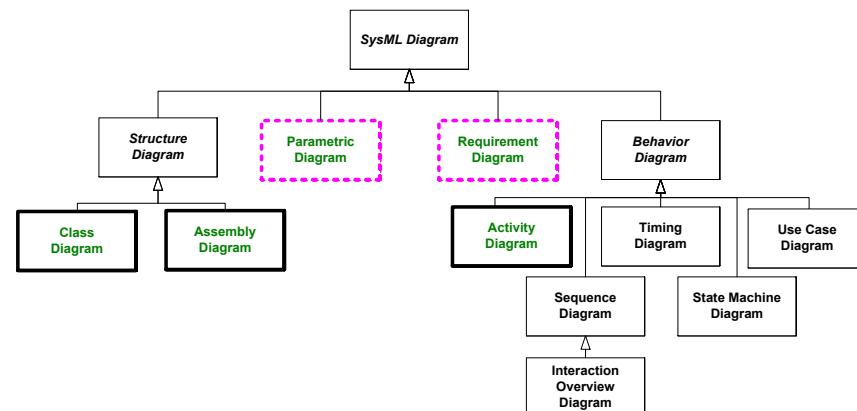 SysML Diagram
Structure
Diagram
Parametric
Diagram
Requirement
Diagram
Behavior
Diagram
Class
Diagram
Assembly
Diagram
Activity
Diagram
Timing
Diagram
Use Case
Diagram
Sequence
Diagram
State Machine
Diagram
Interaction
Overview
Diagram